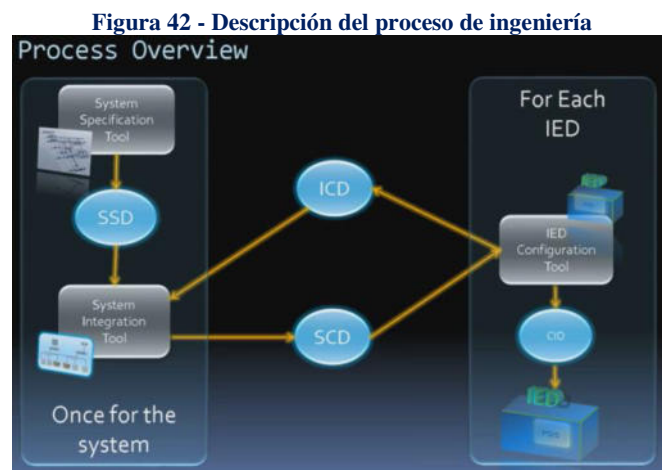 Figura 42 - Descripción del proceso de ingeniería
Process Overview
System
Specification
Tool
SSD
System
Integration
Tool
Once for the
system
ICD
SCD
For Each
IED
IED
Configuration
Tool
CID
IED